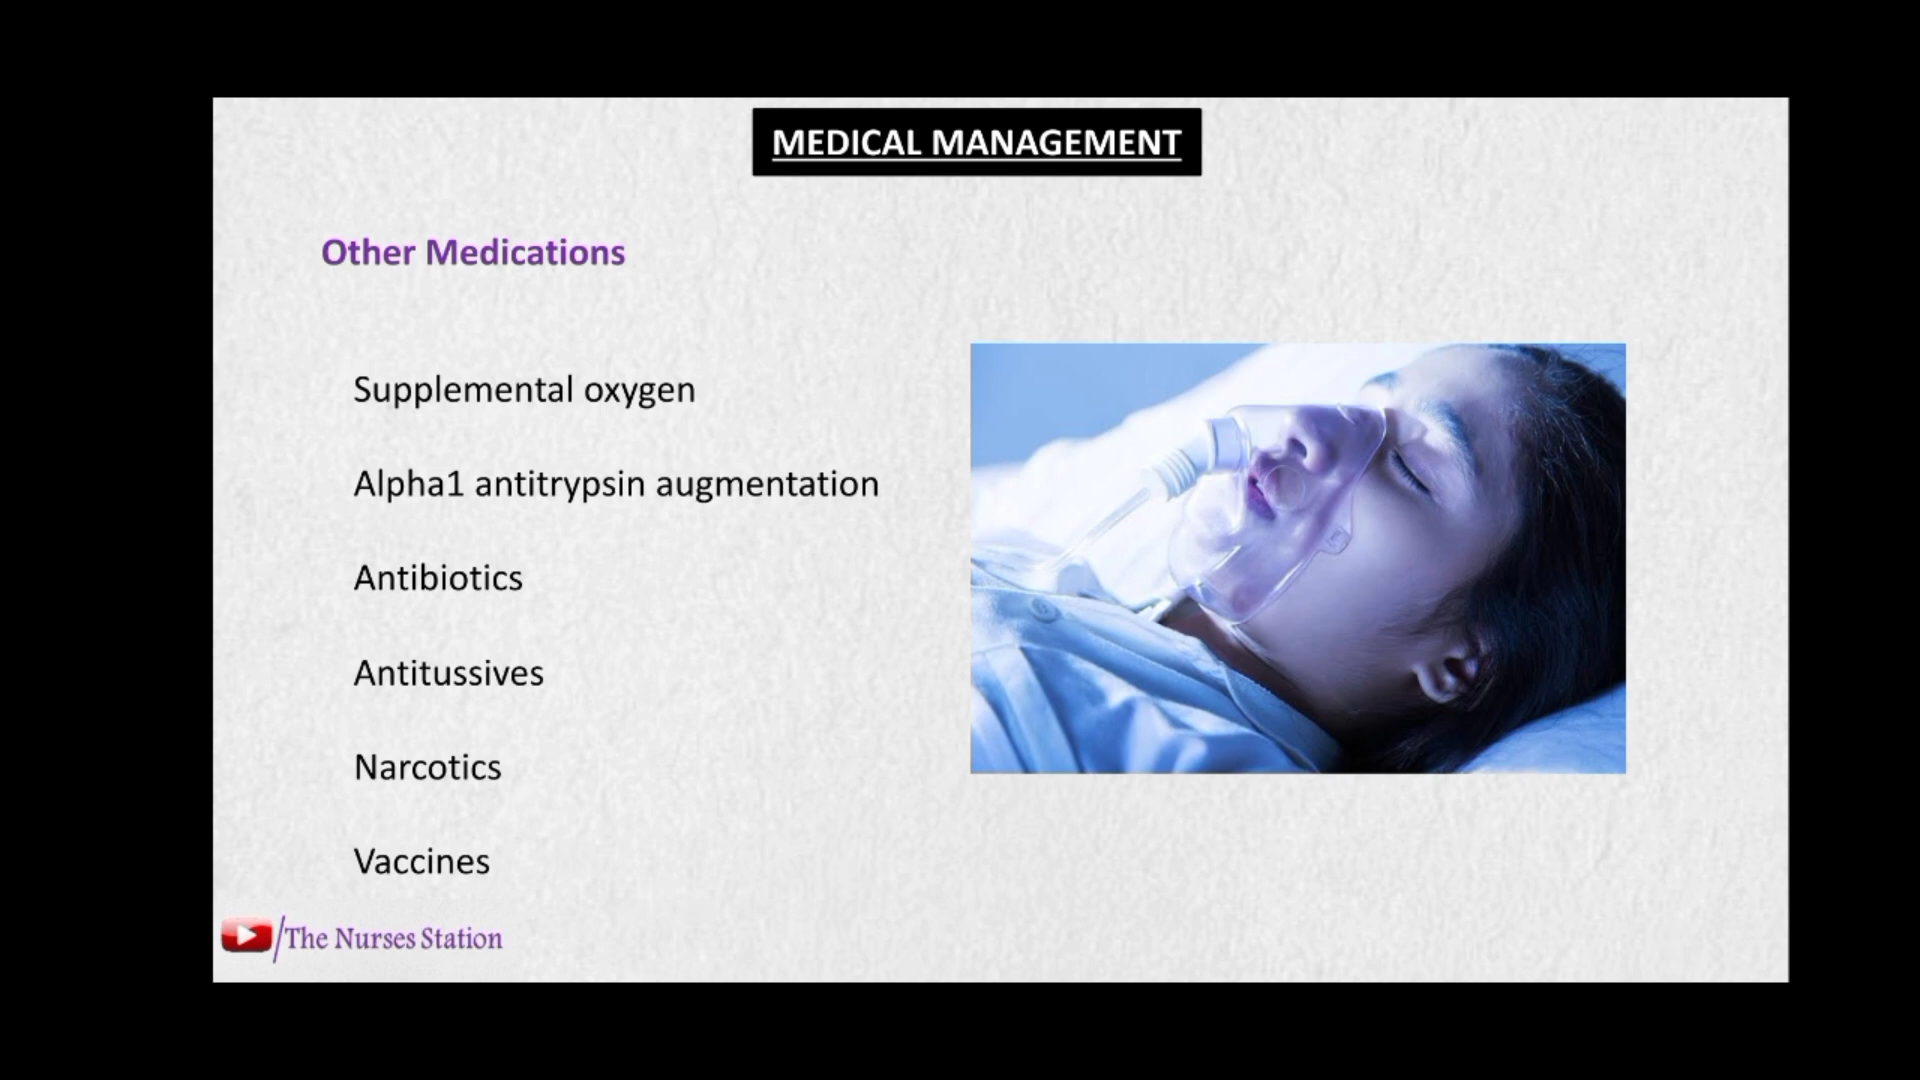 MEDICAL MANAGEMENT
Other Medications
Supplemental oxygen
Alpha1 antitrypsin augmentation
Antibiotics
Antitussives
Narcotics
Vaccines
/The Nurses Station